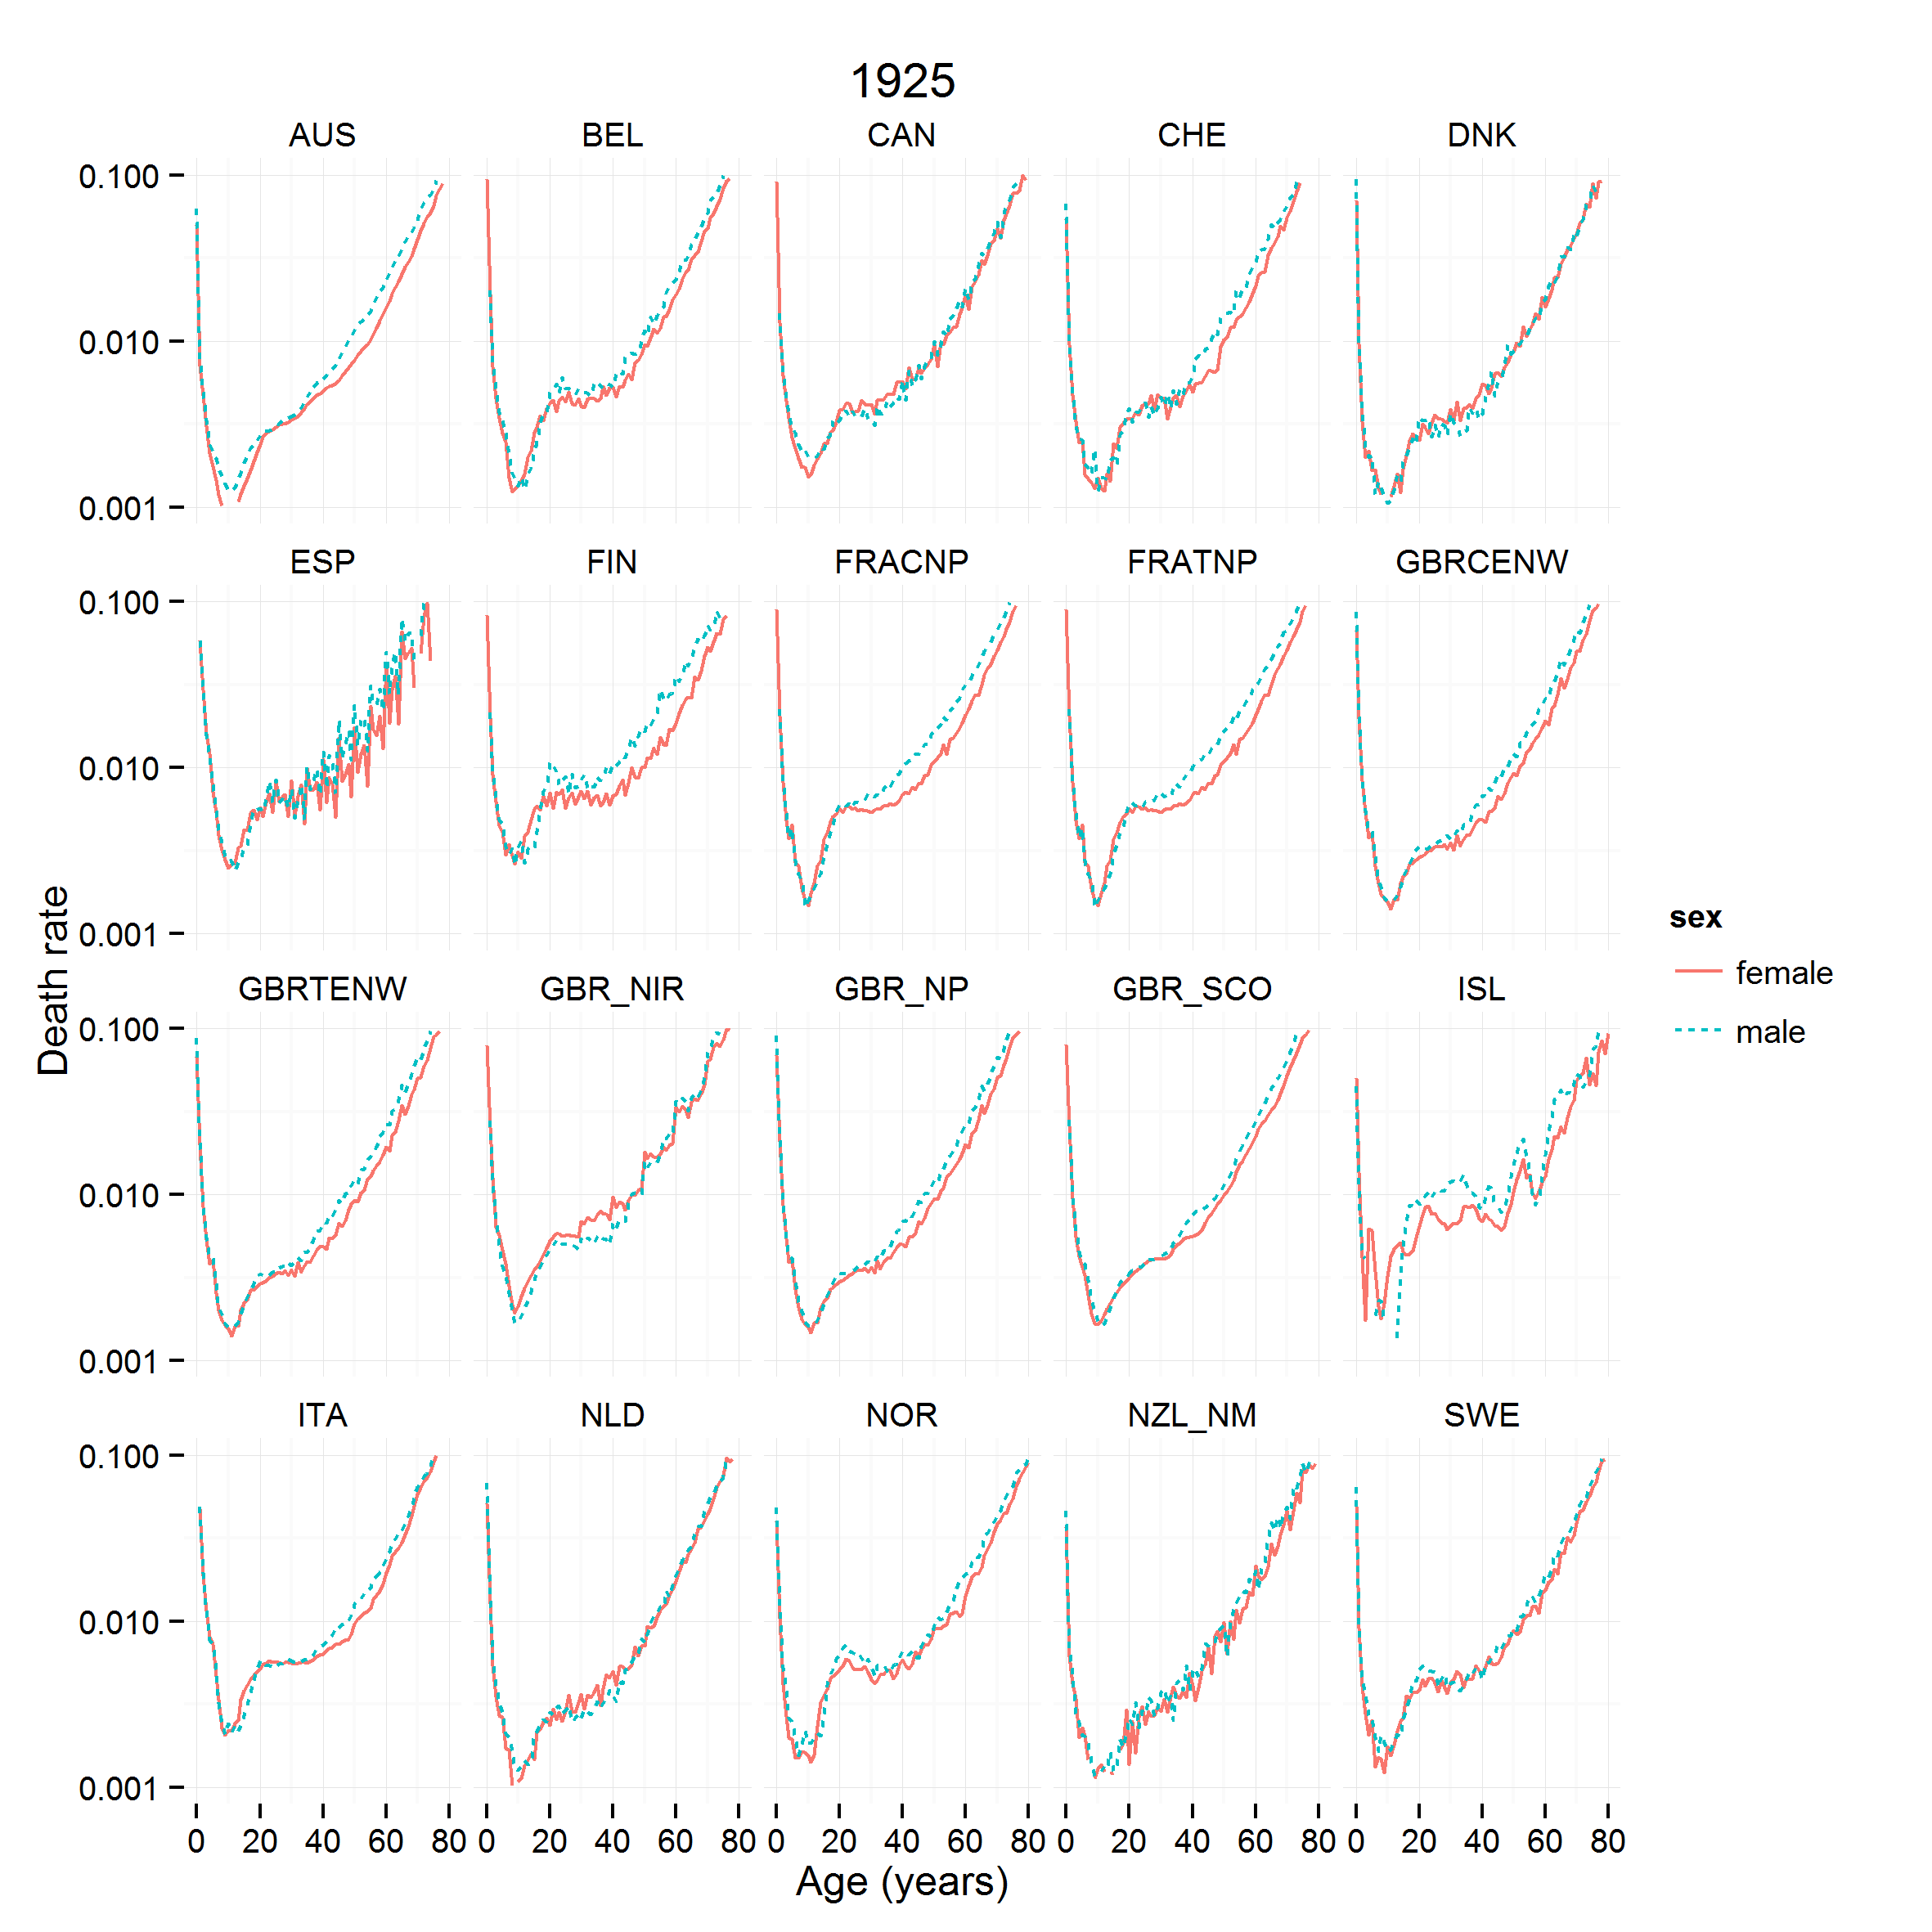 1925
AUS BEL CAN CHE DNK
0.100
0.010
0.001
ESP FIN FRACNP FRATNP GBRCENW
0.100
0.010
0.001
GBRTENW GBR_NIR GBR_NP GBR_SCO ISL
0.100
0.010
0.001
ITA NLD NOR NZL_NM SWE
0.100
0.010
0.001
0 20 40 60 80 0 20 40 60 80 0 20 40 60 80 0 20 40 60 80 0 20 40 60 80
Age (years)
Death rate
sex
female
male